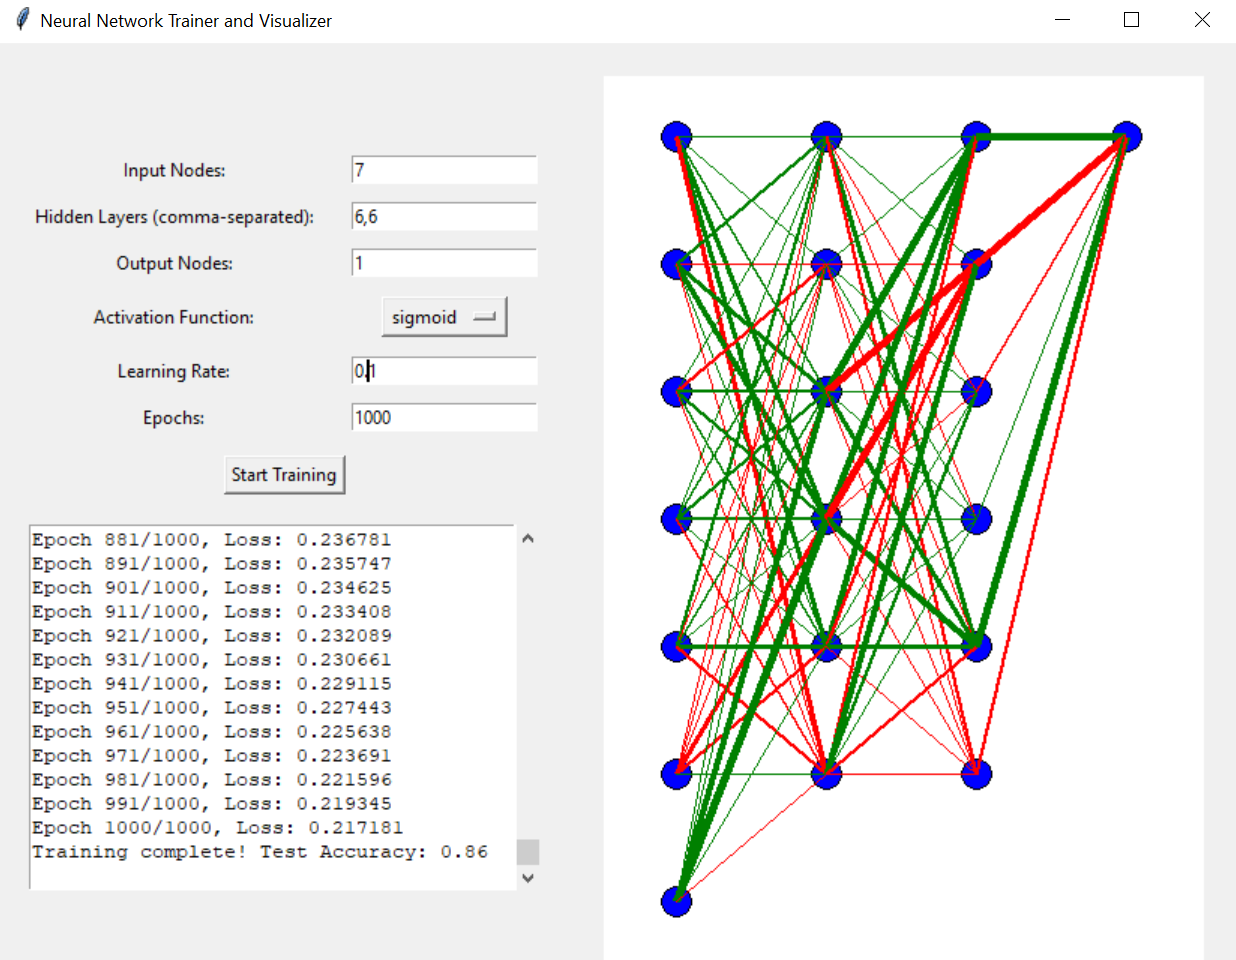 Neural Network Trainer and Visualizer
Input Nodes: 7
Hidden Layers (comma-separated): 6,6
Output Nodes: 1
Activation Function: sigmoid
Learning Rate: 0.1
Epochs: 1000
Start Training
Epoch 881/1000, Loss: 0.236781
Epoch 891/1000, Loss: 0.235747
Epoch 901/1000, Loss: 0.234625
Epoch 911/1000, Loss: 0.233408
Epoch 921/1000, Loss: 0.232089
Epoch 931/1000, Loss: 0.230661
Epoch 941/1000, Loss: 0.229115
Epoch 951/1000, Loss: 0.227443
Epoch 961/1000, Loss: 0.225638
Epoch 971/1000, Loss: 0.223691
Epoch 981/1000, Loss: 0.221596
Epoch 991/1000, Loss: 0.219345
Epoch 1000/1000, Loss: 0.217181
Training complete! Test Accuracy: 0.86